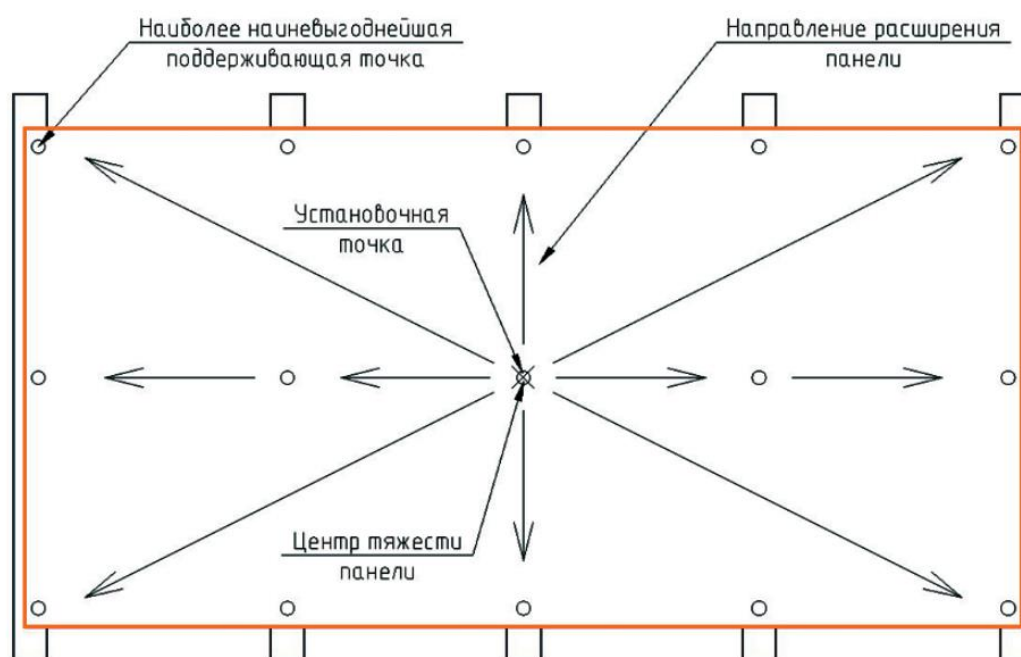 Наиболее наиневыгоднейшая
поддерживающая точка
Направление расширения
панели
Установочная
точка
Центр тяжести
панели